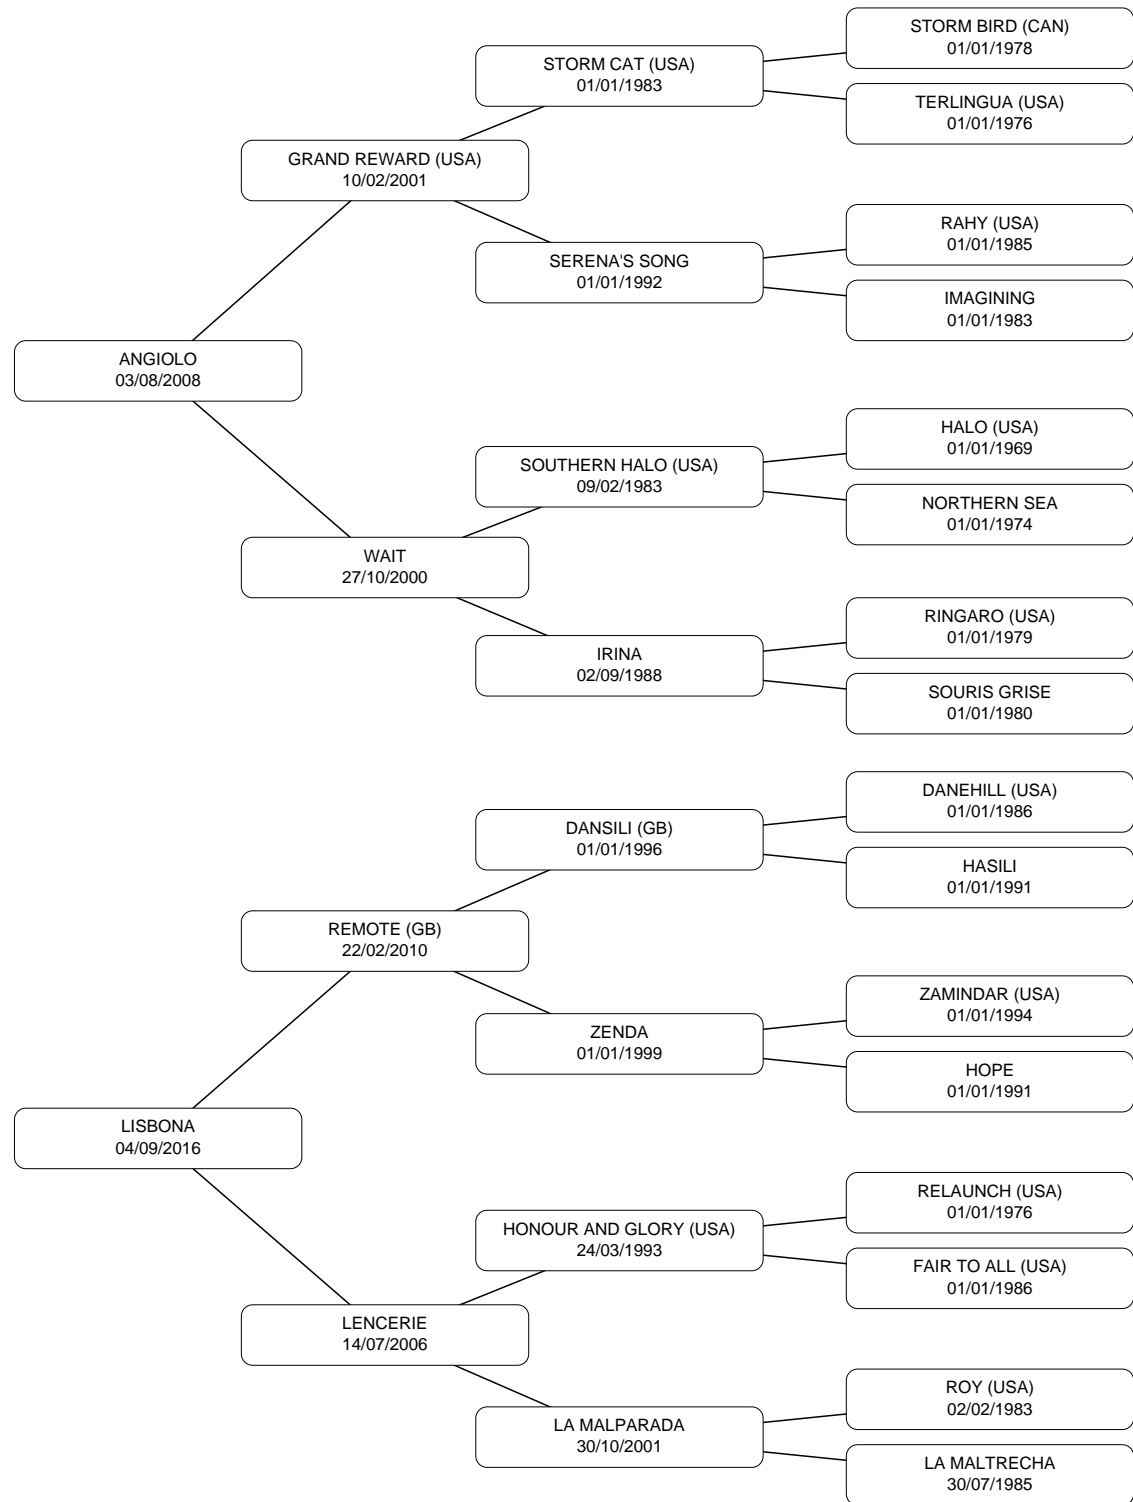 STORM BIRD (CAN)
01/01/1978
STORM CAT (USA)
01/01/1983
TERLINGUA (USA)
01/01/1976
GRAND REWARD (USA)
10/02/2001
RAHY (USA)
01/01/1985
SERENA'S SONG
01/01/1992
IMAGINING
01/01/1983
ANGIOLO
03/08/2008
HALO (USA)
01/01/1969
SOUTHERN HALO (USA)
09/02/1983
NORTHERN SEA
01/01/1974
WAIT
27/10/2000
RINGARO (USA)
01/01/1979
IRINA
02/09/1988
SOURIS GRISE
01/01/1980
DANEHILL (USA)
01/01/1986
DANSILI (GB)
01/01/1996
HASILI
01/01/1991
REMOTE (GB)
22/02/2010
ZAMINDAR (USA)
01/01/1994
ZENDA
01/01/1999
HOPE
01/01/1991
LISBONA
04/09/2016
RELAUNCH (USA)
01/01/1976
HONOUR AND GLORY (USA)
24/03/1993
FAIR TO ALL (USA)
01/01/1986
LENCERIE
14/07/2006
ROY (USA)
02/02/1983
LA MALPARADA
30/10/2001
LA MALTRECHA
30/07/1985